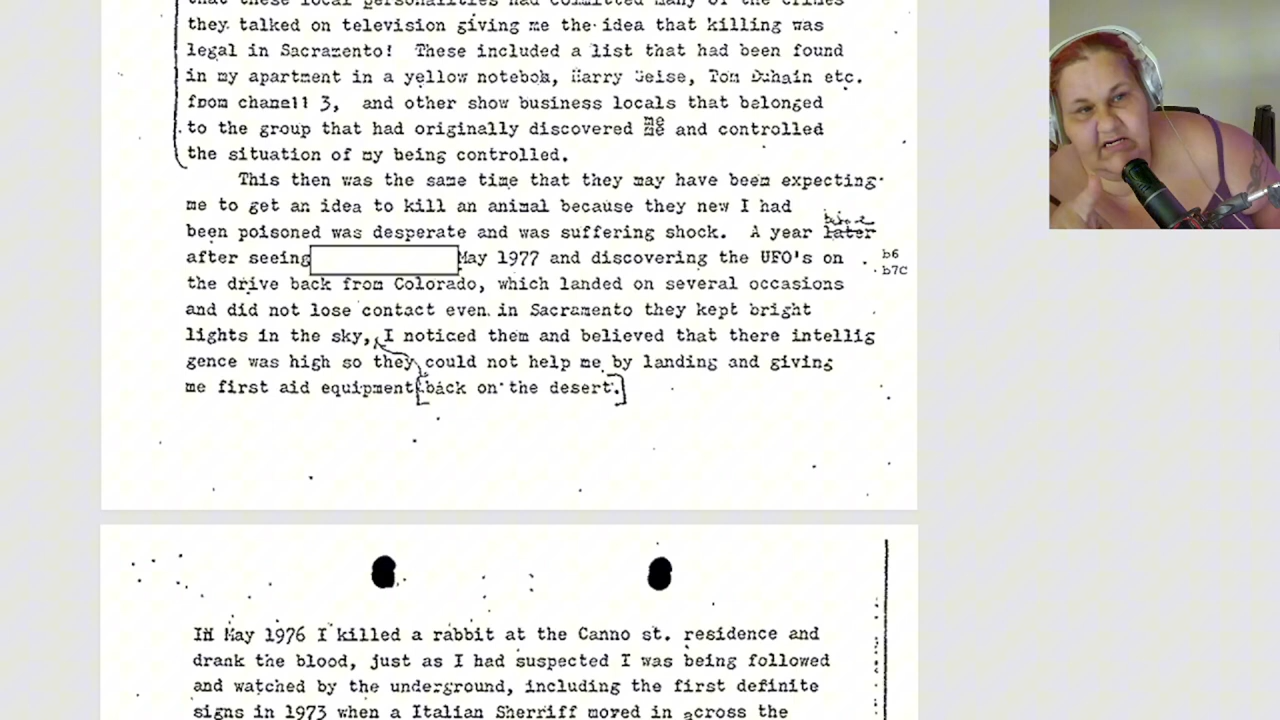 that these local personalities had committed many of the crimes
they talked on television giving me the idea that killing was
legal in Sacramento! These included a list that had been found
in my apartment in a yellow notebok, Harry Geise, Tom Duhain etc.
from chanell 3, and other show business locals that belonged
to the group that had originally discovered me and controlled
the situation of my being controlled.
This then was the same time that they may have been expecting
me to get an idea to kill an animal because they new I had
been poisoned was desperate and was suffering shock. A year later
after seeing May 1977 and discovering the UFO's on
b6
b7C
the drive back from Colorado, which landed on several occasions
and did not lose contact even in Sacramento they kept bright
lights in the sky, I noticed them and believed that there intellig
gence was high so they could not help me by landing and giving
me first aid equipment [back on the desert.]
In May 1976 I killed a rabbit at the Canno st. residence and
drank the blood, just as I had suspected I was being followed
and watched by the underground, including the first definite
signs in 1973 when a Italian Sherriff moved in across the